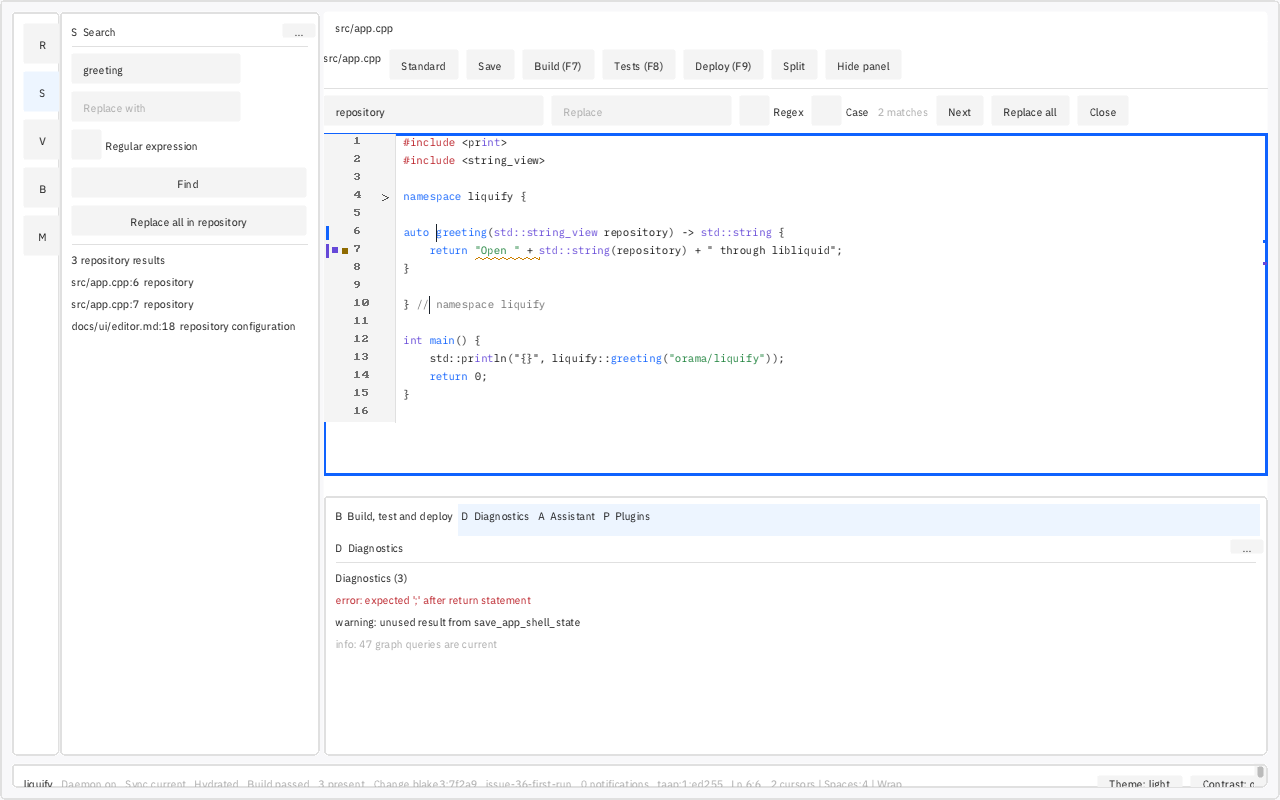 R
S
V
B
M
S Search
...
greeting
Replace with
Regular expression
Find
Replace all in repository
3 repository results
src/app.cpp:6 repository
src/app.cpp:7 repository
docs/ui/editor.md:18 repository configuration
src/app.cpp
src/app.cpp Standard Save Build (F7) Tests (F8) Deploy (F9) Split Hide panel
repository Replace Regex Case 2 matches Next Replace all Close
1 #include <print>
2 #include <string_view>
3
4 > namespace liquify {
5
6 auto greeting(std::string_view repository) -> std::string {
7 return "Open " + std::string(repository) + " through libliquid";
8 }
9
10 } // namespace liquify
11
12 int main() {
13 std::println("{}", liquify::greeting("orama/liquify"));
14 return 0;
15 }
16
B Build, test and deploy D Diagnostics A Assistant P Plugins
D Diagnostics ...
Diagnostics (3)
error: expected ';' after return statement
warning: unused result from save_app_shell_state
info: 47 graph queries are current
liquify Daemon on Sync current Hydrated Build passed 3 present Change blake3:7f2a9 issue-36-first-run 0 notifications Ln 6:6 2 cursors | Spaces:4 | Wrap Theme: light Contrast: